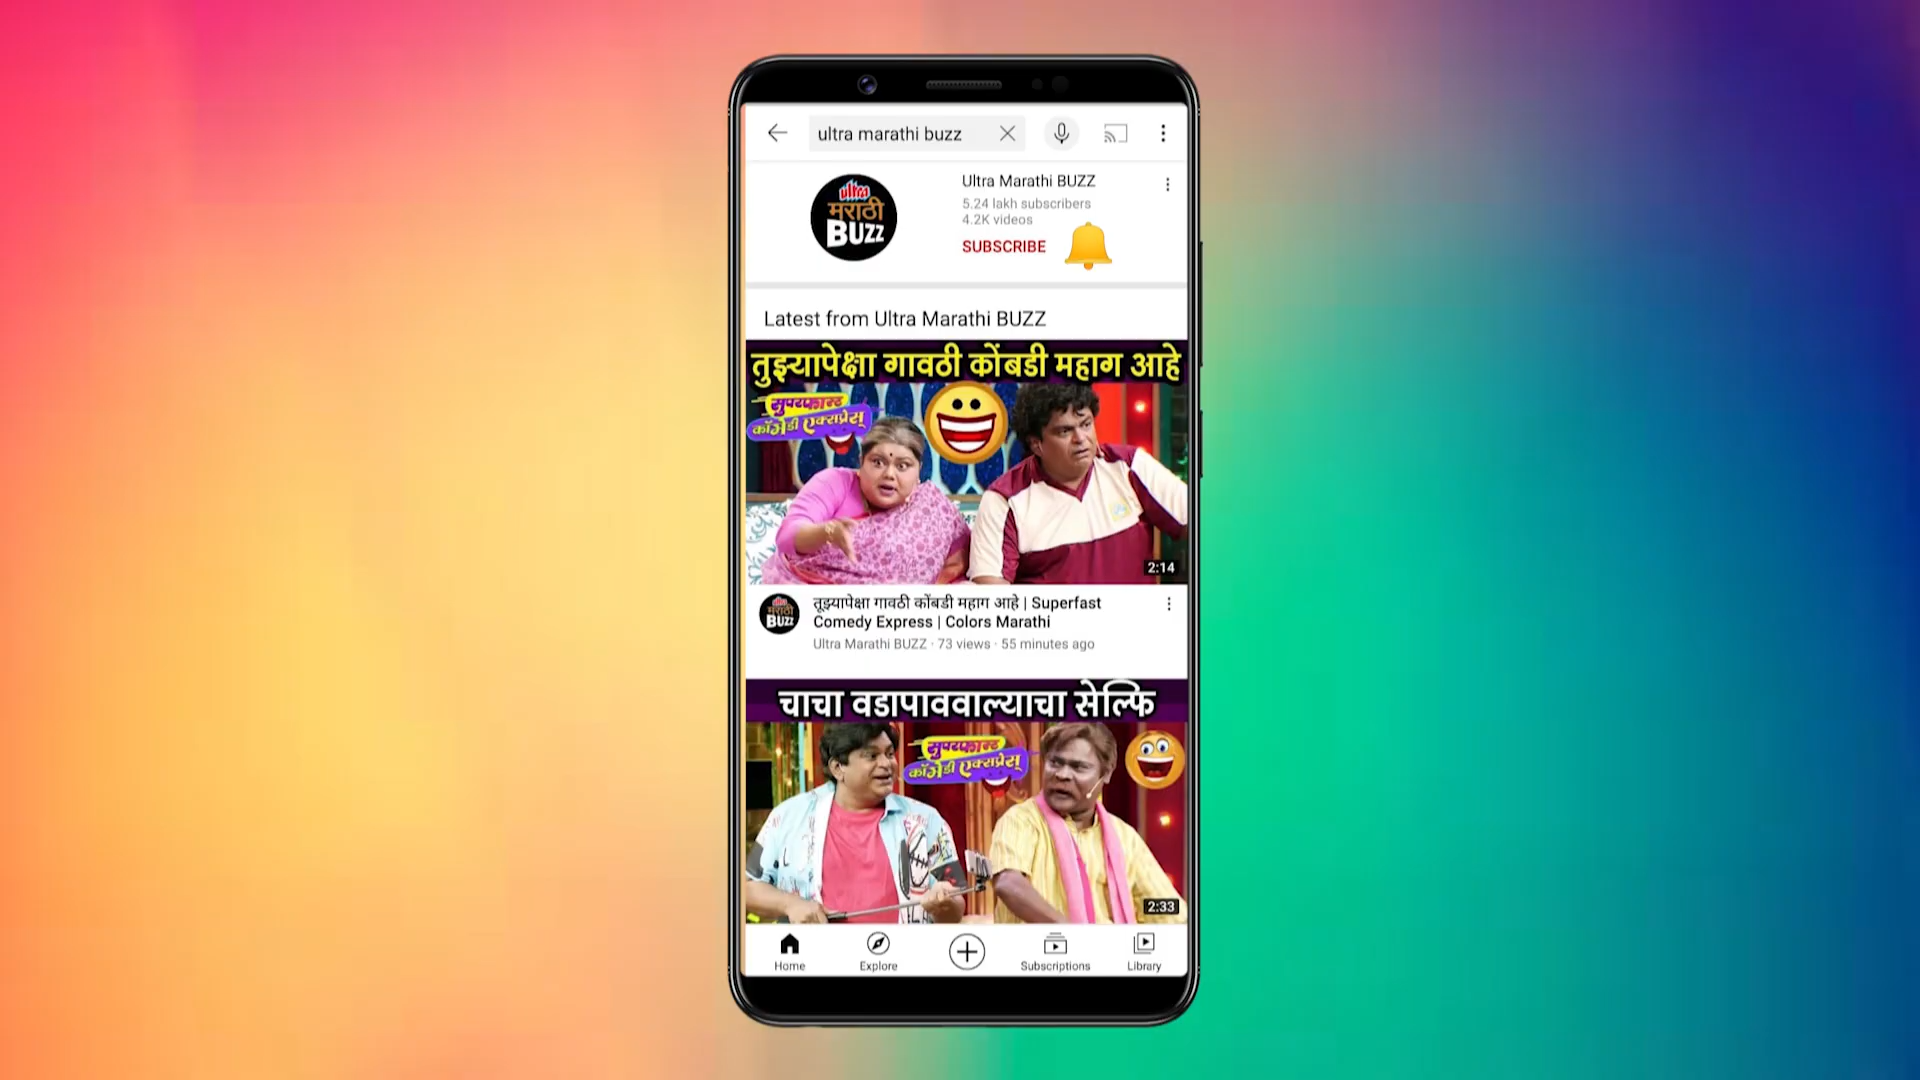 ultra marathi buzz
ultra
मराठी
BUZZ
Ultra Marathi BUZZ
5.24 lakh subscribers
4.2K videos
SUBSCRIBE
Latest from Ultra Marathi BUZZ
तुझ्यापेक्षा गावठी कोंबडी महाग आहे
सुपरफास्ट
कॉमेडी एक्सप्रेस्
2:14
ultra
मराठी
BUZZ
तूझ्यापेक्षा गावठी कोंबडी महाग आहे | Superfast
Comedy Express | Colors Marathi
Ultra Marathi BUZZ · 73 views · 55 minutes ago
चाचा वडापाववाल्याचा सेल्फि
सुपरफास्ट
कॉमेडी एक्सप्रेस्
2:33
Home
Explore
Subscriptions
Library